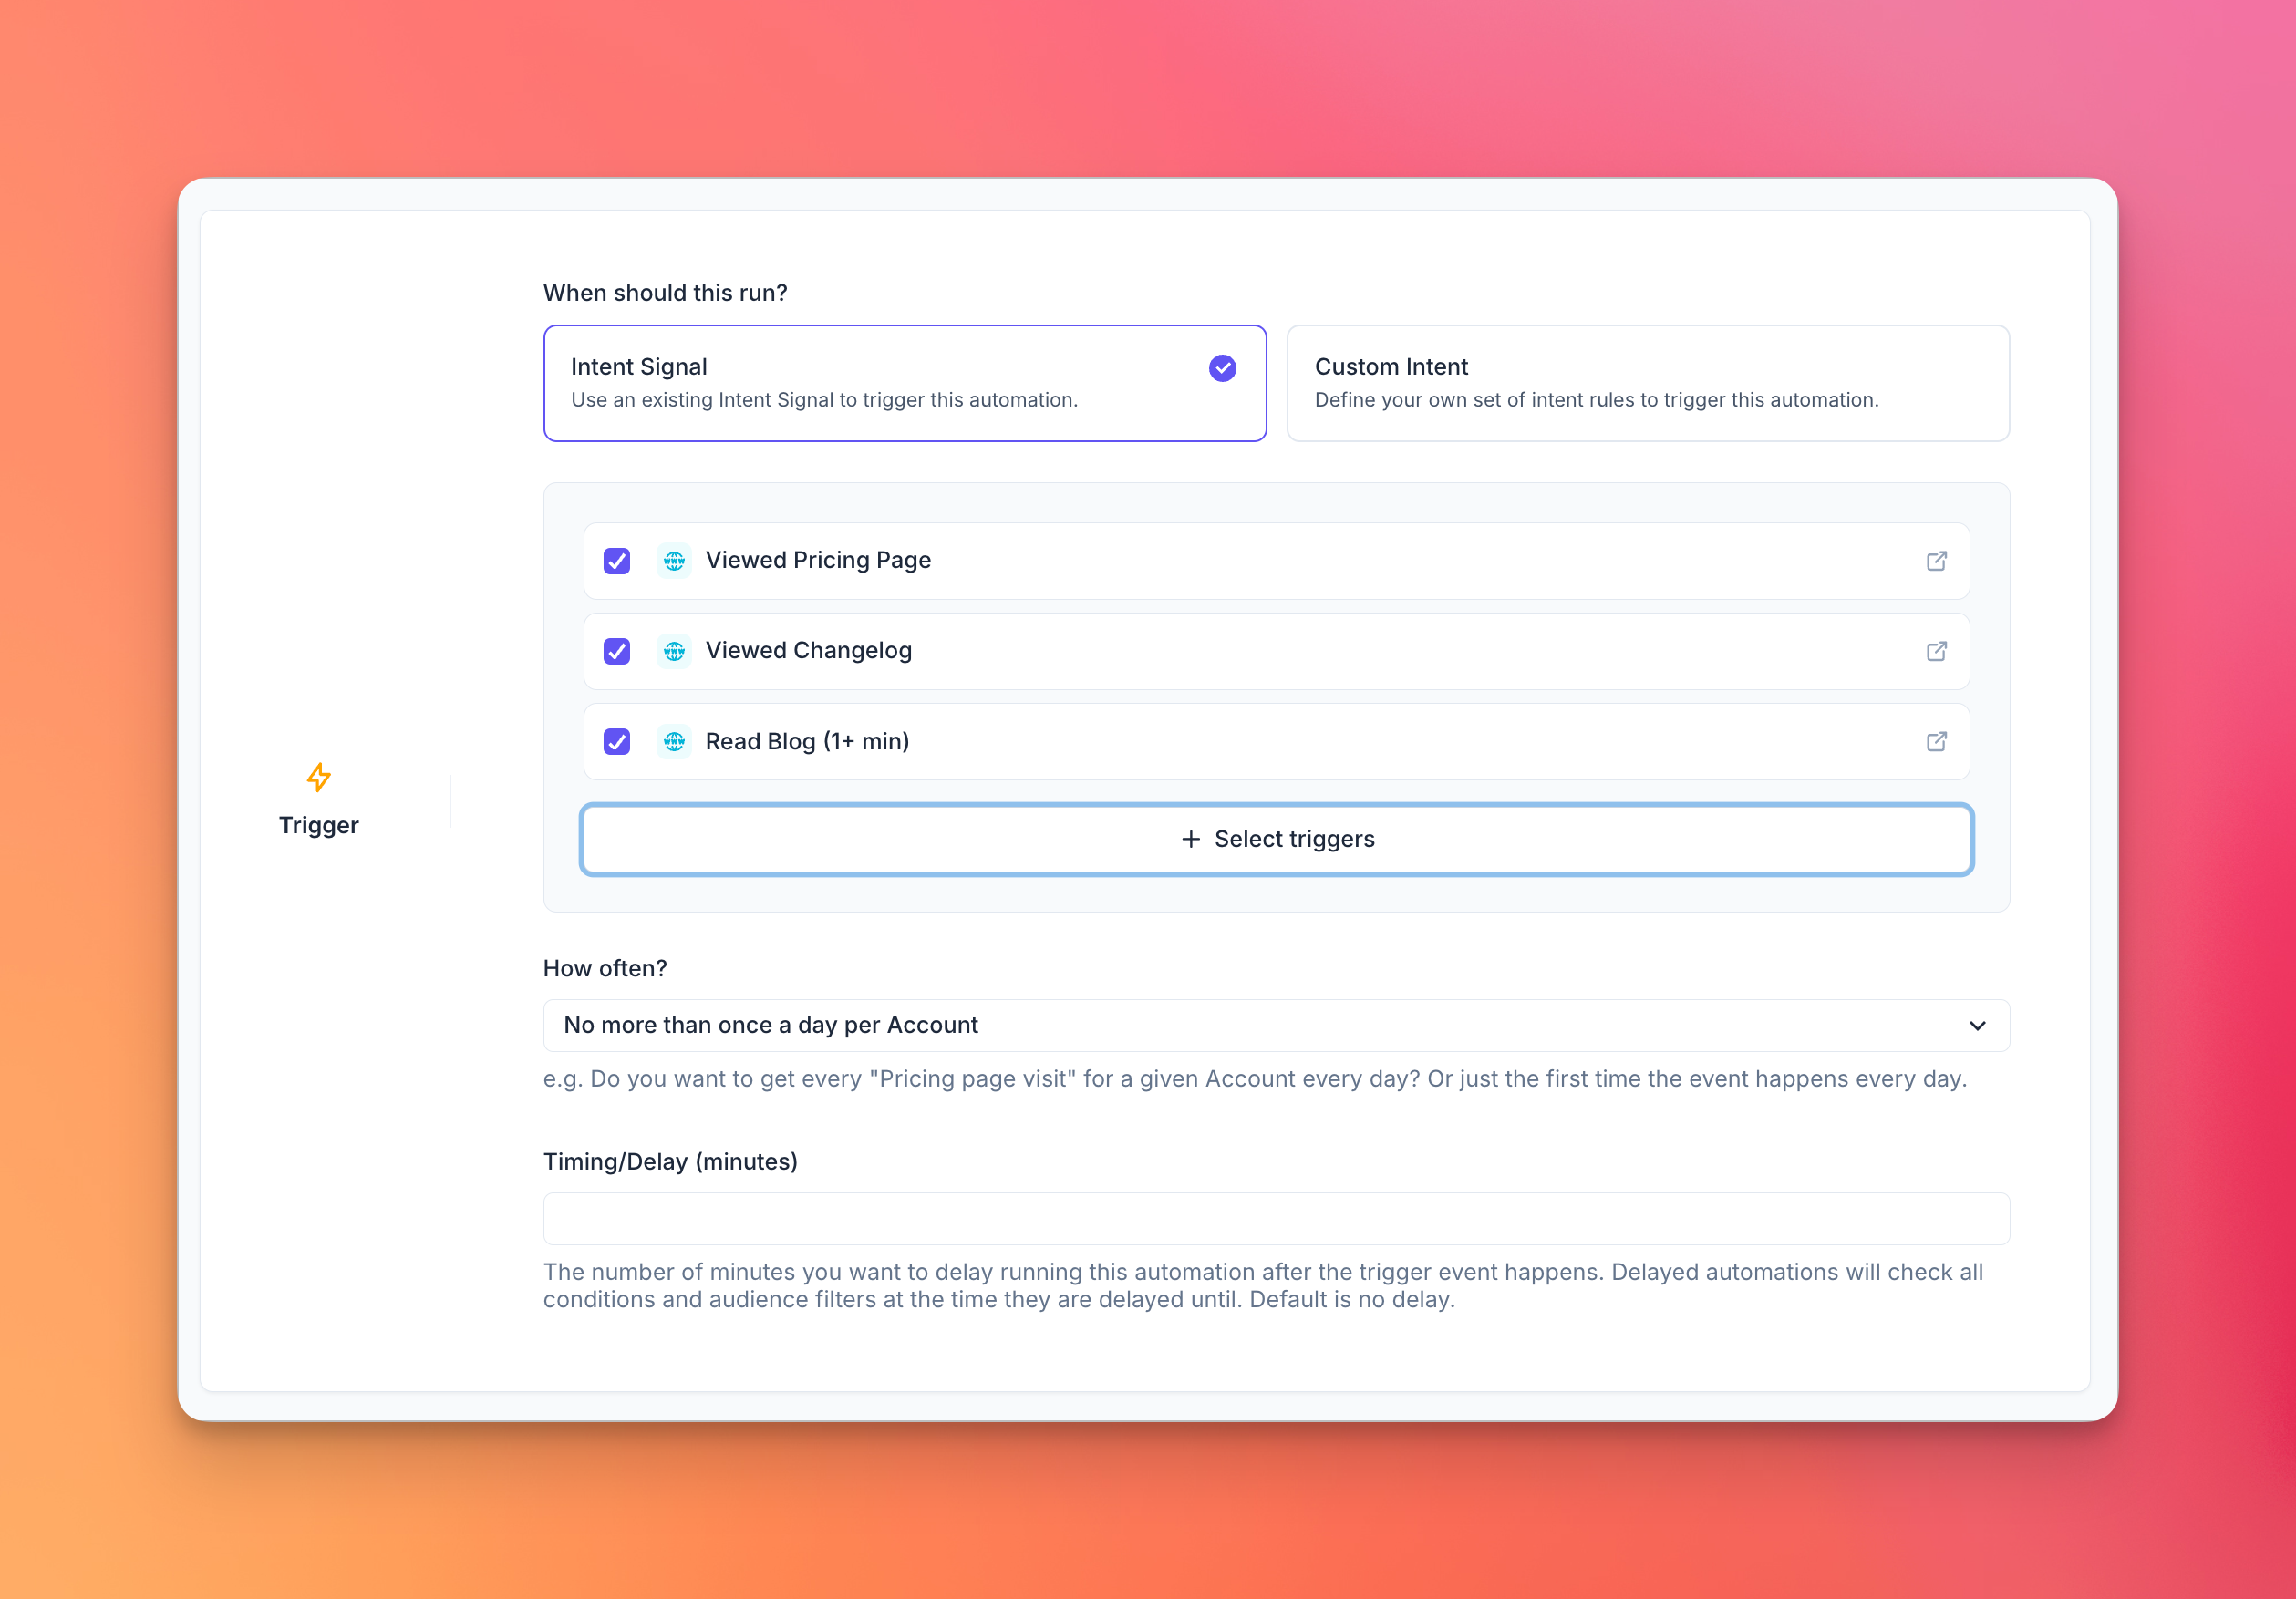 When should this run?
Intent Signal
Use an existing Intent Signal to trigger this automation.
Custom Intent
Define your own set of intent rules to trigger this automation.
www Viewed Pricing Page
www Viewed Changelog
www Read Blog (1+ min)
Trigger
+ Select triggers
How often?
No more than once a day per Account
e.g. Do you want to get every "Pricing page visit" for a given Account every day? Or just the first time the event happens every day.
Timing/Delay (minutes)
The number of minutes you want to delay running this automation after the trigger event happens. Delayed automations will check all
conditions and audience filters at the time they are delayed until. Default is no delay.